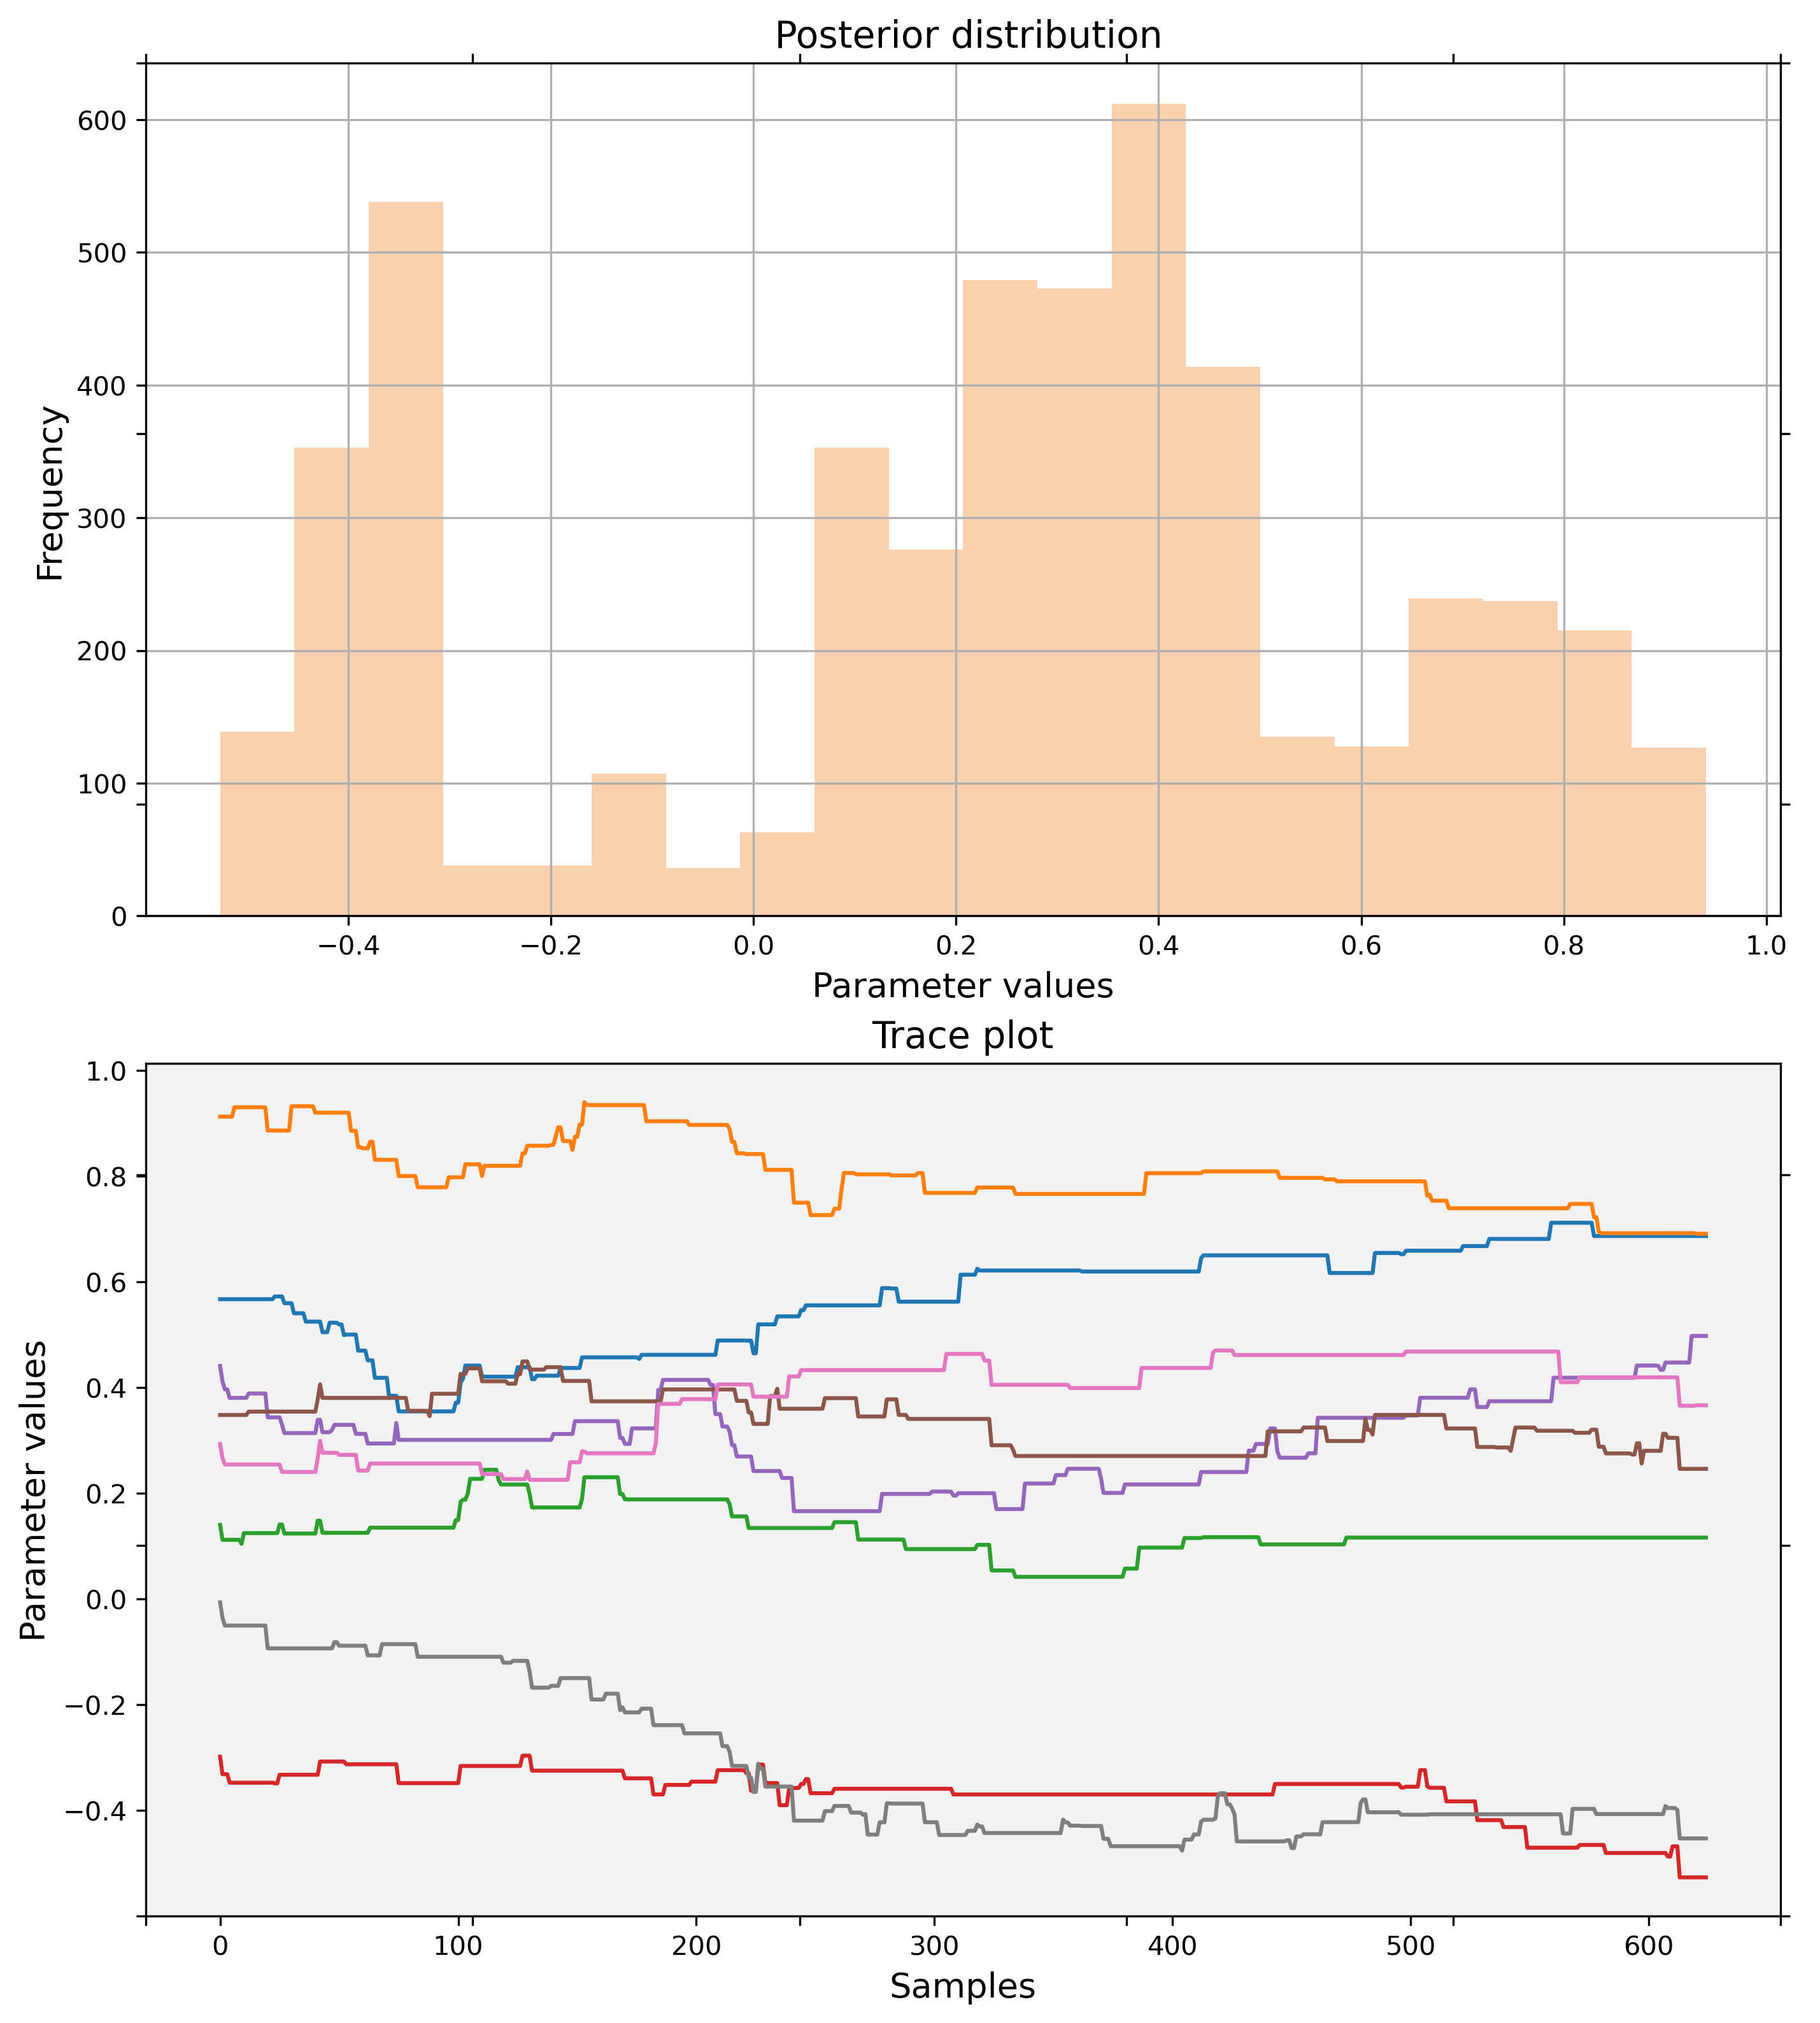 Posterior distribution
600
500
400
300
200
100
0
Frequency
−0.4 −0.2 0.0 0.2 0.4 0.6 0.8 1.0
Parameter values
Trace plot
1.0
0.8
0.6
0.4
0.2
0.0
−0.2
−0.4
Parameter values
0 100 200 300 400 500 600
Samples